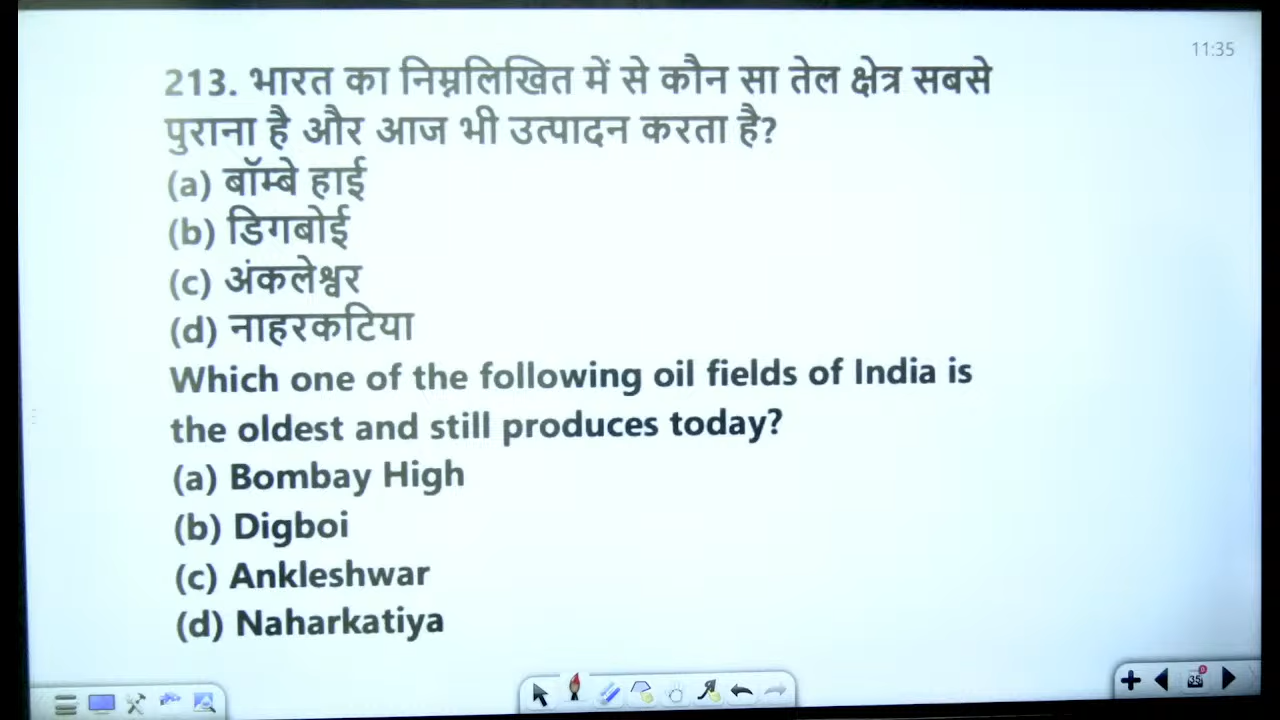 11:35
213. भारत का निम्नलिखित में से कौन सा तेल क्षेत्र सबसे
पुराना है और आज भी उत्पादन करता है?
(a) बॉम्बे हाई
(b) डिगबोई
(c) अंकलेश्वर
(d) नाहरकटिया
Which one of the following oil fields of India is
the oldest and still produces today?
(a) Bombay High
(b) Digboi
(c) Ankleshwar
(d) Naharkatiya
35